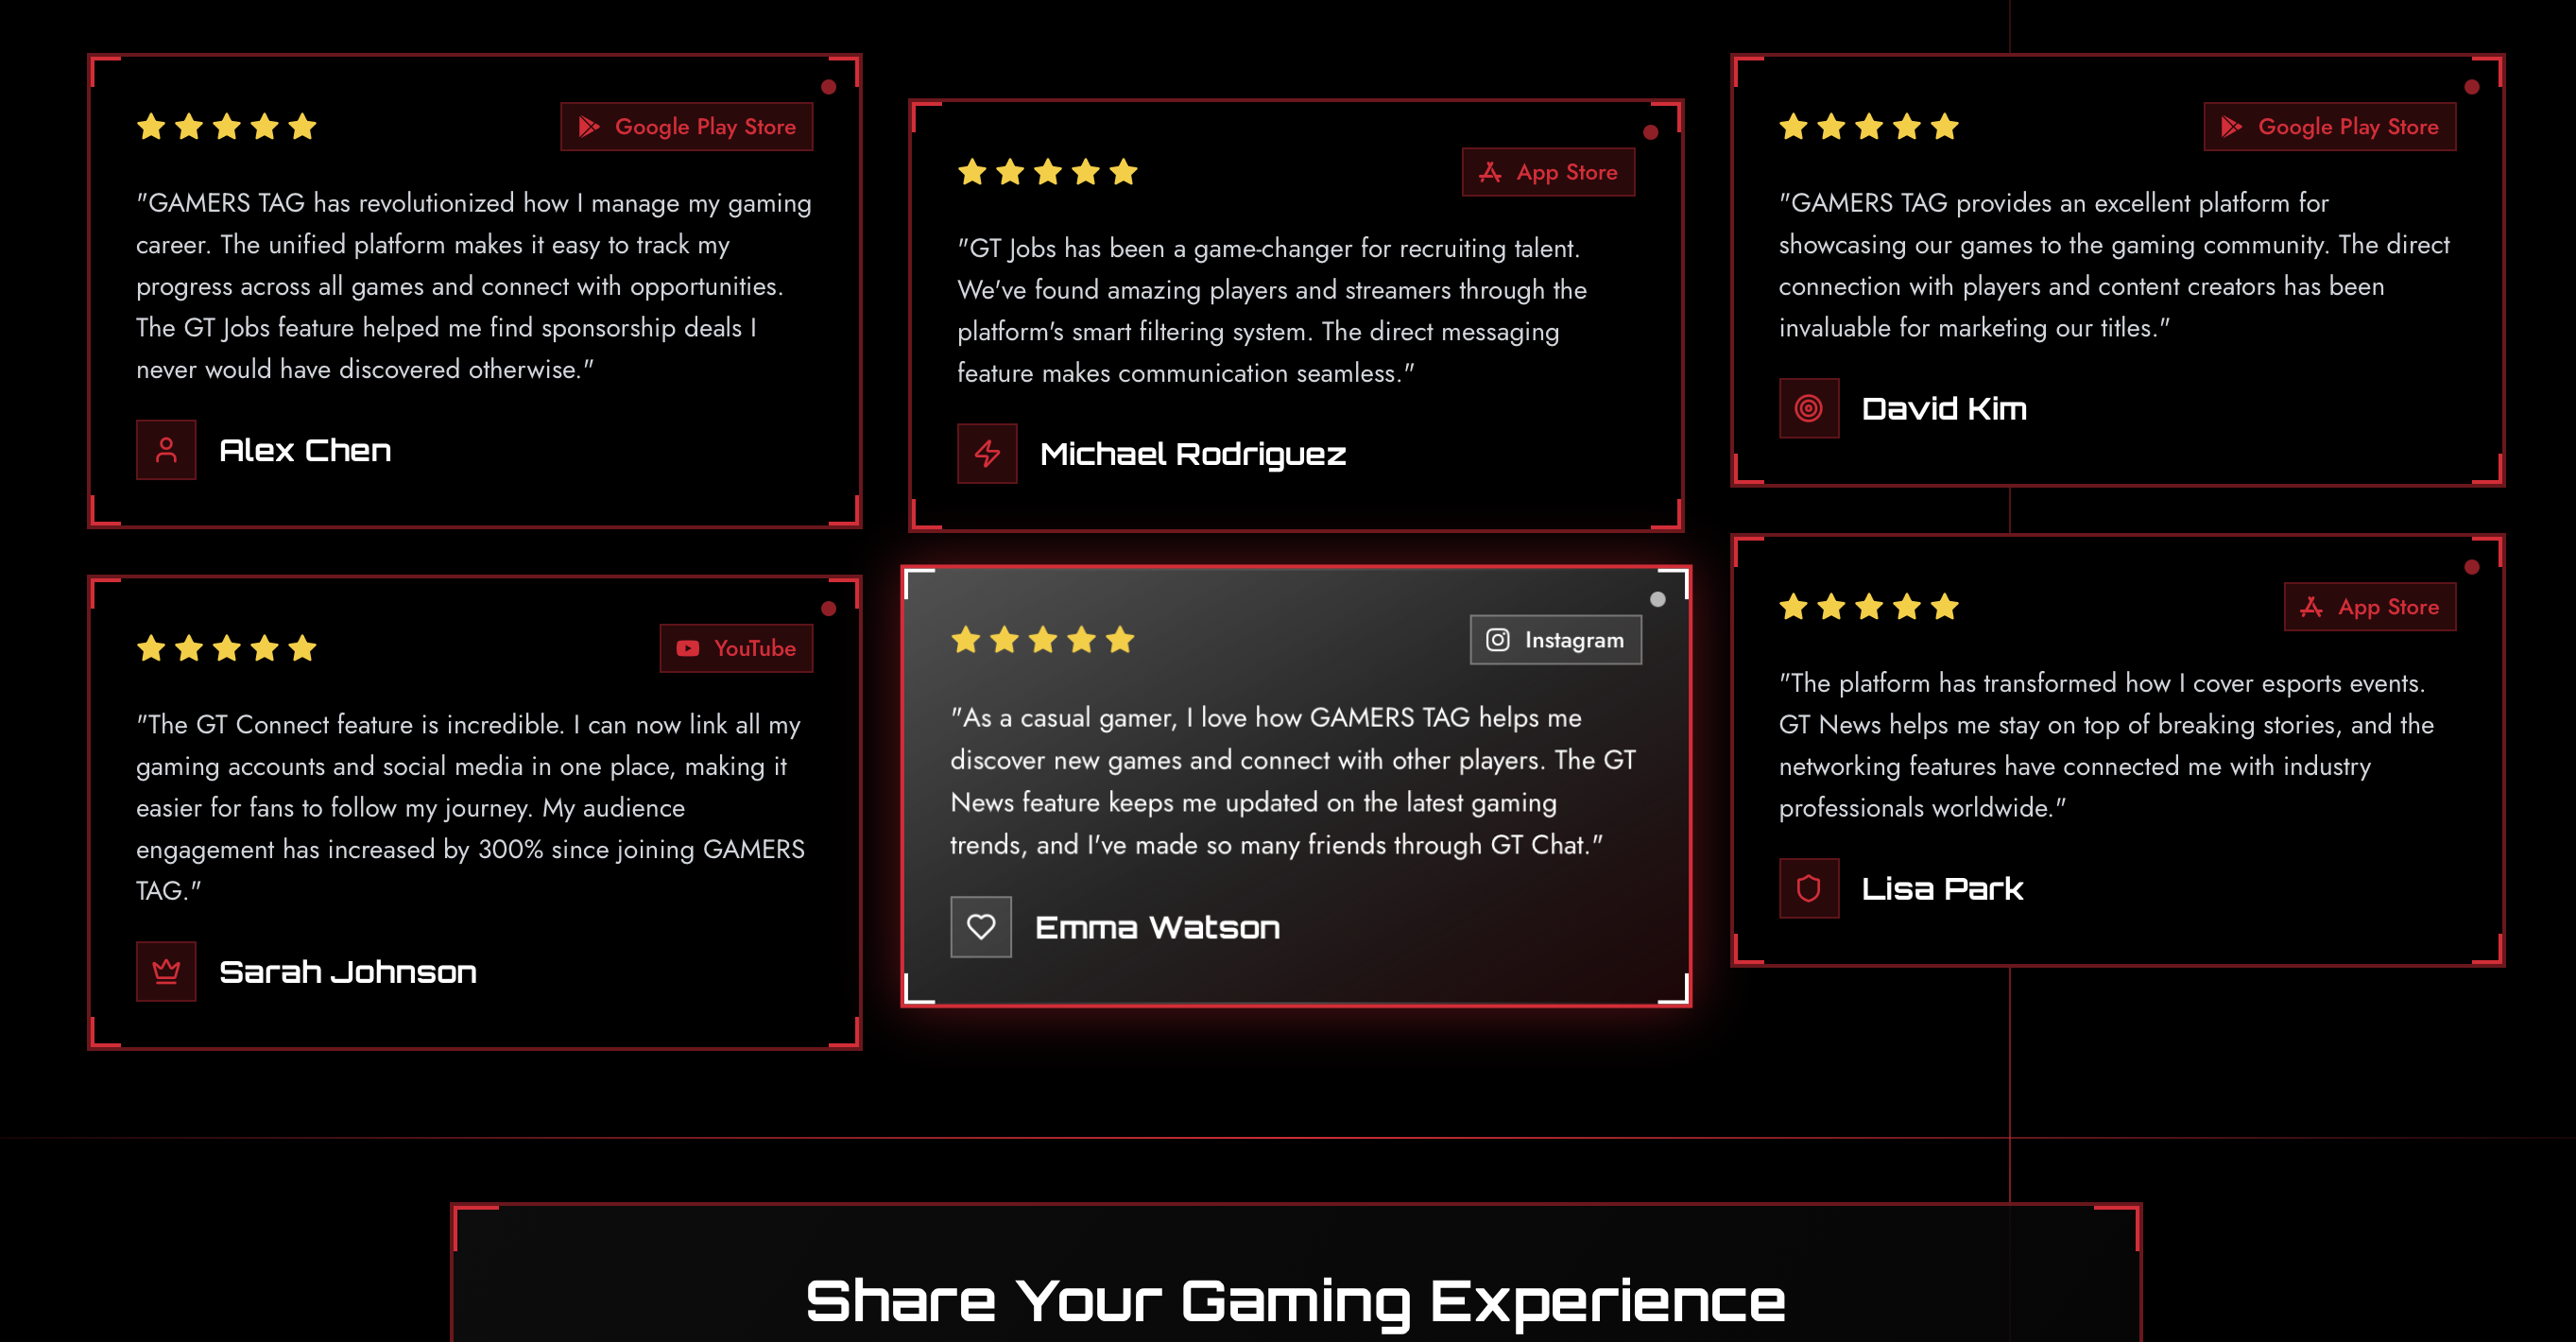 Google Play Store
"GAMERS TAG has revolutionized how I manage my gaming
career. The unified platform makes it easy to track my
progress across all games and connect with opportunities.
The GT Jobs feature helped me find sponsorship deals I
never would have discovered otherwise."
Alex Chen
YouTube
"The GT Connect feature is incredible. I can now link all my
gaming accounts and social media in one place, making it
easier for fans to follow my journey. My audience
engagement has increased by 300% since joining GAMERS
TAG."
Sarah Johnson
App Store
"GT Jobs has been a game-changer for recruiting talent.
We've found amazing players and streamers through the
platform's smart filtering system. The direct messaging
feature makes communication seamless."
Michael Rodriguez
Instagram
"As a casual gamer, I love how GAMERS TAG helps me
discover new games and connect with other players. The GT
News feature keeps me updated on the latest gaming
trends, and I've made so many friends through GT Chat."
Emma Watson
Google Play Store
"GAMERS TAG provides an excellent platform for
showcasing our games to the gaming community. The direct
connection with players and content creators has been
invaluable for marketing our titles."
David Kim
App Store
"The platform has transformed how I cover esports events.
GT News helps me stay on top of breaking stories, and the
networking features have connected me with industry
professionals worldwide."
Lisa Park
Share Your Gaming Experience